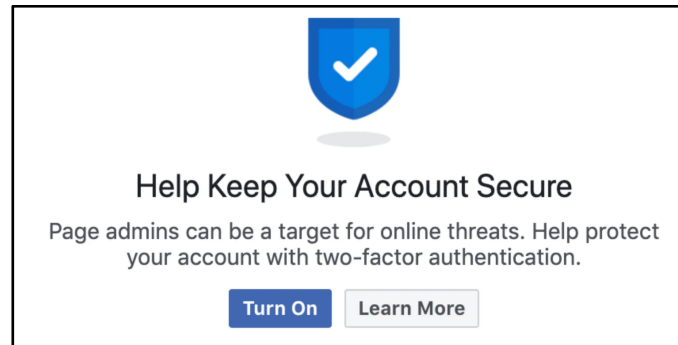 Help Keep Your Account Secure
Page admins can be a target for online threats. Help protect
your account with two-factor authentication.
Turn On
Learn More